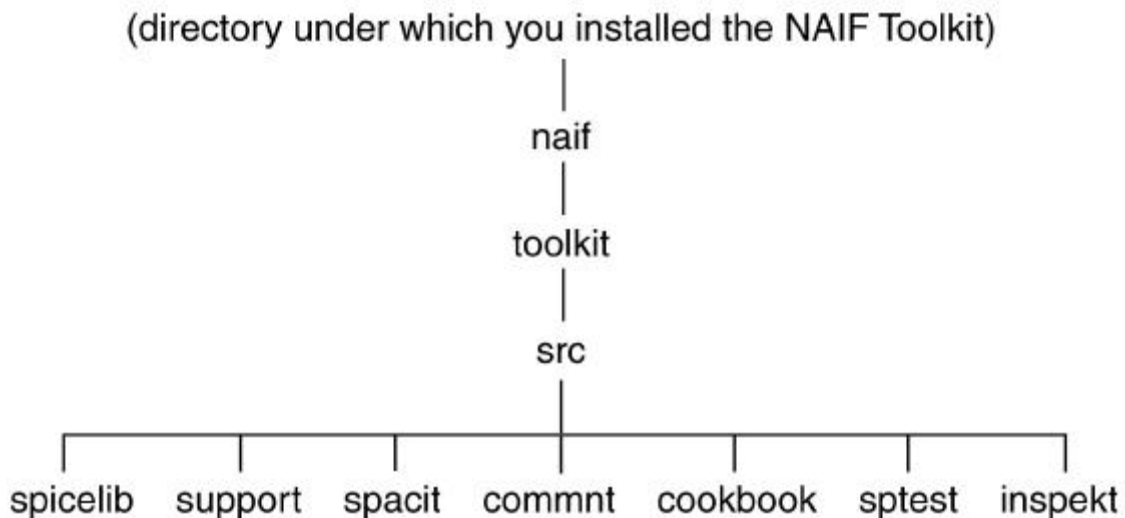 (directory under which you installed the NAIF Toolkit)
naif
toolkit
src
spicelib support spacit commnt cookbook sptest inspekt